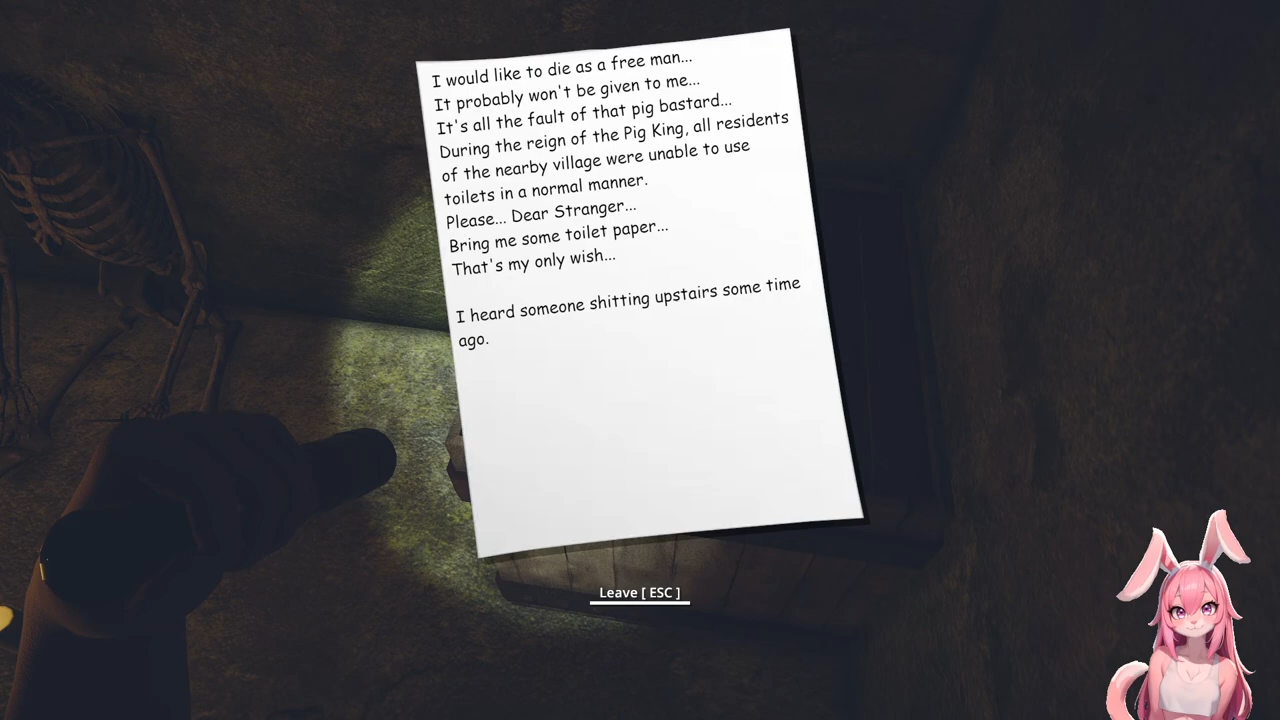 I would like to die as a free man...
It probably won't be given to me...
It's all the fault of that pig bastard...
During the reign of the Pig King, all residents
of the nearby village were unable to use
toilets in a normal manner.
Please... Dear Stranger...
Bring me some toilet paper...
That's my only wish...
I heard someone shitting upstairs some time
ago.
Leave [ ESC ]